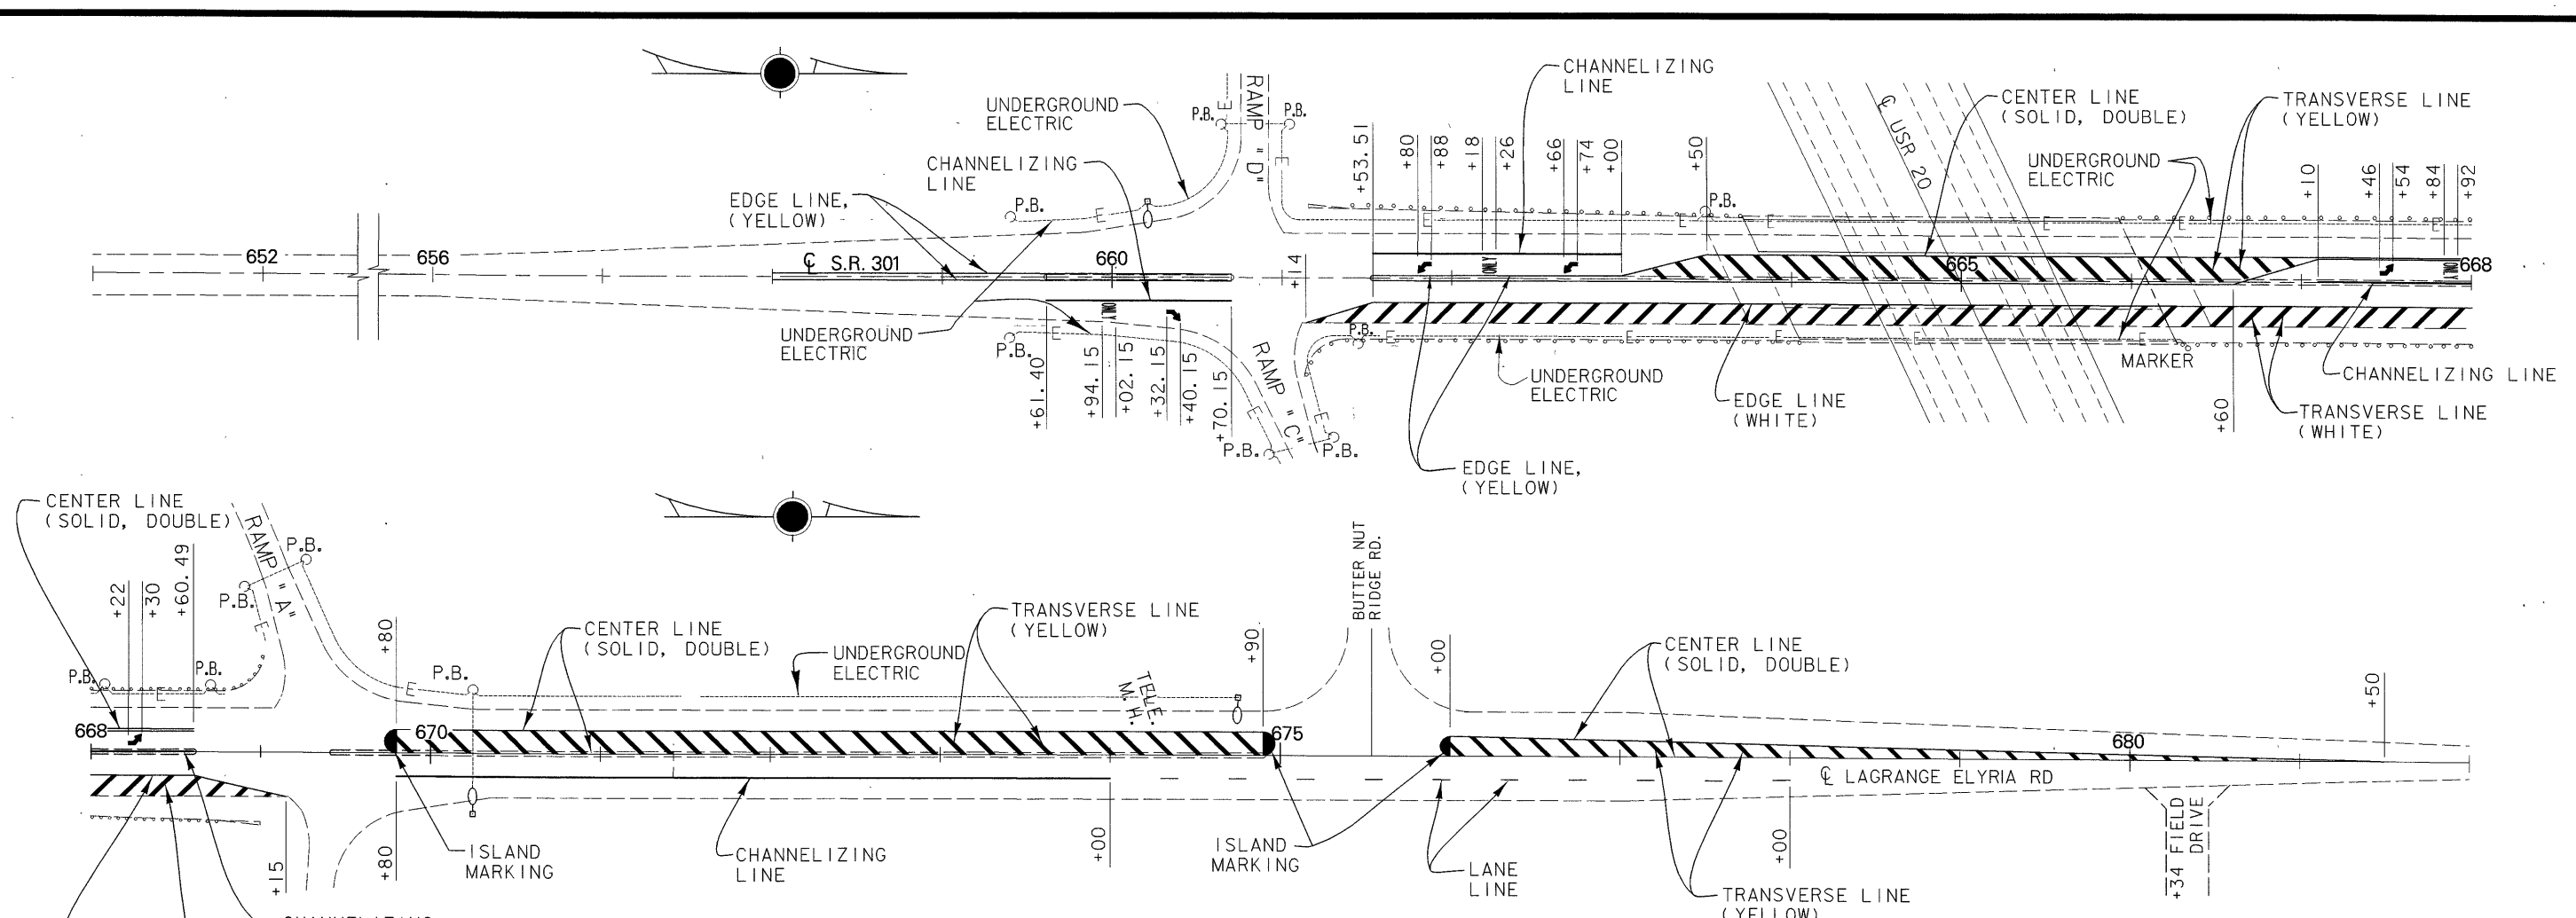 UNDERGROUND
ELECTRIC
P.B.
E
RAMP "D"
P.B.
E
CHANNELIZING
LINE
CHANNELIZING
LINE
EDGE LINE,
(YELLOW)
P.B.
E
+53.51
+80
+88
+18
+26
+66
+74
+00
+50
P.B.
℄ USR 20
CENTER LINE
(SOLID, DOUBLE)
TRANSVERSE LINE
(YELLOW)
UNDERGROUND
ELECTRIC
+10
+46
+54
+84
+92
E
E
E
E
E
E
652
656
℄ S.R. 301
660
+14
ONLY
665
ONLY
668
UNDERGROUND
ELECTRIC
P.B.
E
ONLY
+61.40
+94.15
+02.15
+32.15
+40.15
+70.15
RAMP "C"
E
E
P.B.
P.B.
P.B.
E
E
E
E
E
UNDERGROUND
ELECTRIC
EDGE LINE
(WHITE)
MARKER
+60
CHANNELIZING LINE
TRANSVERSE LINE
(WHITE)
EDGE LINE,
(YELLOW)
CENTER LINE
(SOLID, DOUBLE)
RAMP "A"
P.B.
P.B.
E
+22
+30
+60.49
P.B.
E
P.B.
+80
E
P.B.
CENTER LINE
(SOLID, DOUBLE)
UNDERGROUND
ELECTRIC
TRANSVERSE LINE
(YELLOW)
TELE.
M.H.
+90
BUTTER NUT
RIDGE RD.
+00
CENTER LINE
(SOLID, DOUBLE)
+50
668
670
675
680
℄ LAGRANGE ELYRIA RD
+15
+80
ISLAND
MARKING
CHANNELIZING
LINE
+00
ISLAND
MARKING
LANE
LINE
+00
TRANSVERSE LINE
(YELLOW)
+34 FIELD
DRIVE